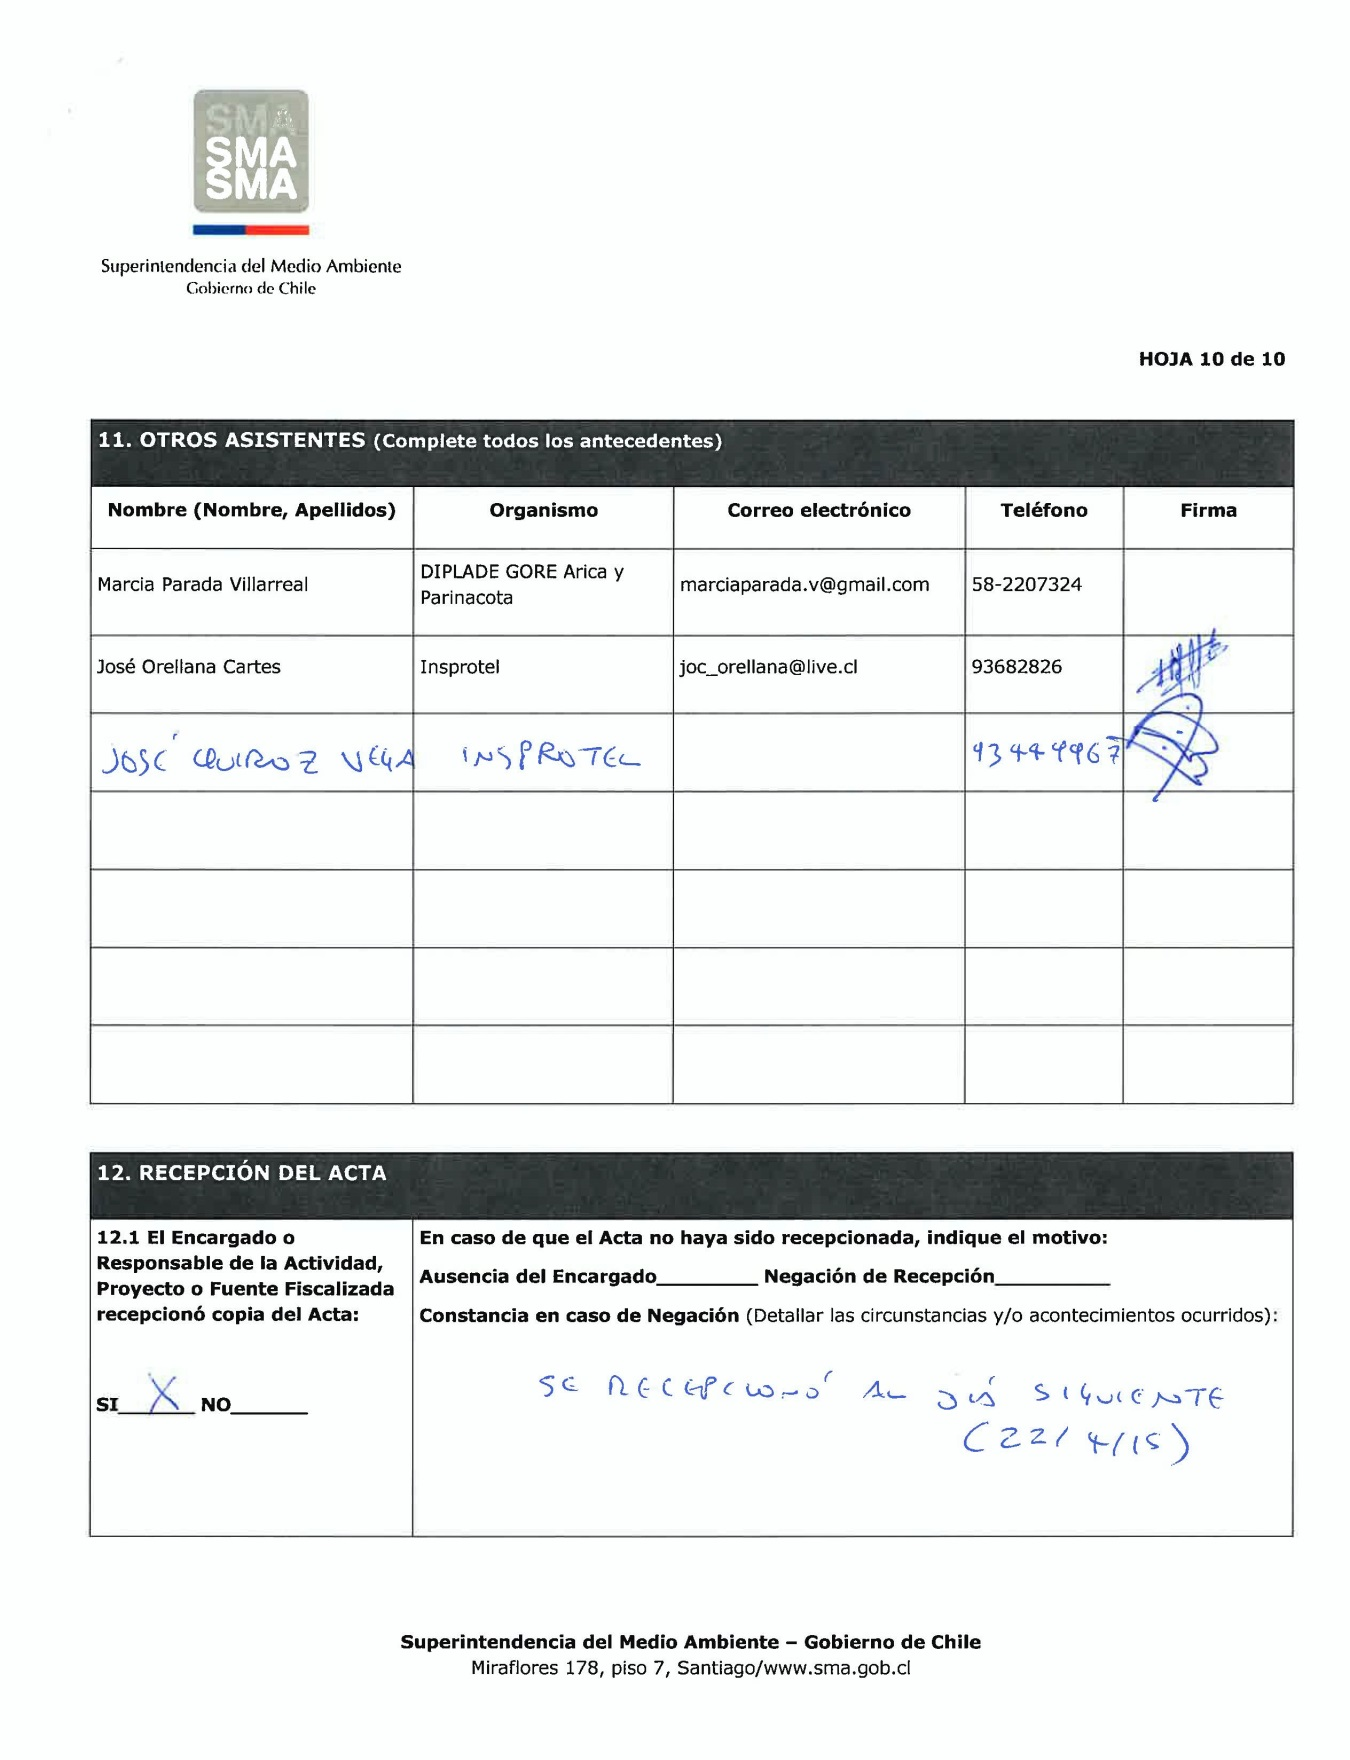 SMA
SMA
SMA
Superintendencia del Medio Ambiente
Gobierno de Chile
HOJA 10 de 10
11. OTROS ASISTENTES (Complete todos los antecedentes)
Nombre (Nombre, Apellidos) Organismo Correo electrónico Teléfono Firma
Marcia Parada Villarreal DIPLADE GORE Arica y Parinacota marciaparada.v@gmail.com 58-2207324
José Orellana Cartes Insprotel joc_orellana@live.cl 93682826
JOSÉ QUIROZ VEGA INSPROTEL 93444967
12. RECEPCIÓN DEL ACTA
12.1 El Encargado o
Responsable de la Actividad,
Proyecto o Fuente Fiscalizada
recepcionó copia del Acta:
SI___X___ NO______
En caso de que el Acta no haya sido recepcionada, indique el motivo:
Ausencia del Encargado________ Negación de Recepción_________
Constancia en caso de Negación (Detallar las circunstancias y/o acontecimientos ocurridos):
SE RECEPCIONÓ AL DÍA SIGUIENTE
(22/4/15)
Superintendencia del Medio Ambiente – Gobierno de Chile
Miraflores 178, piso 7, Santiago/www.sma.gob.cl